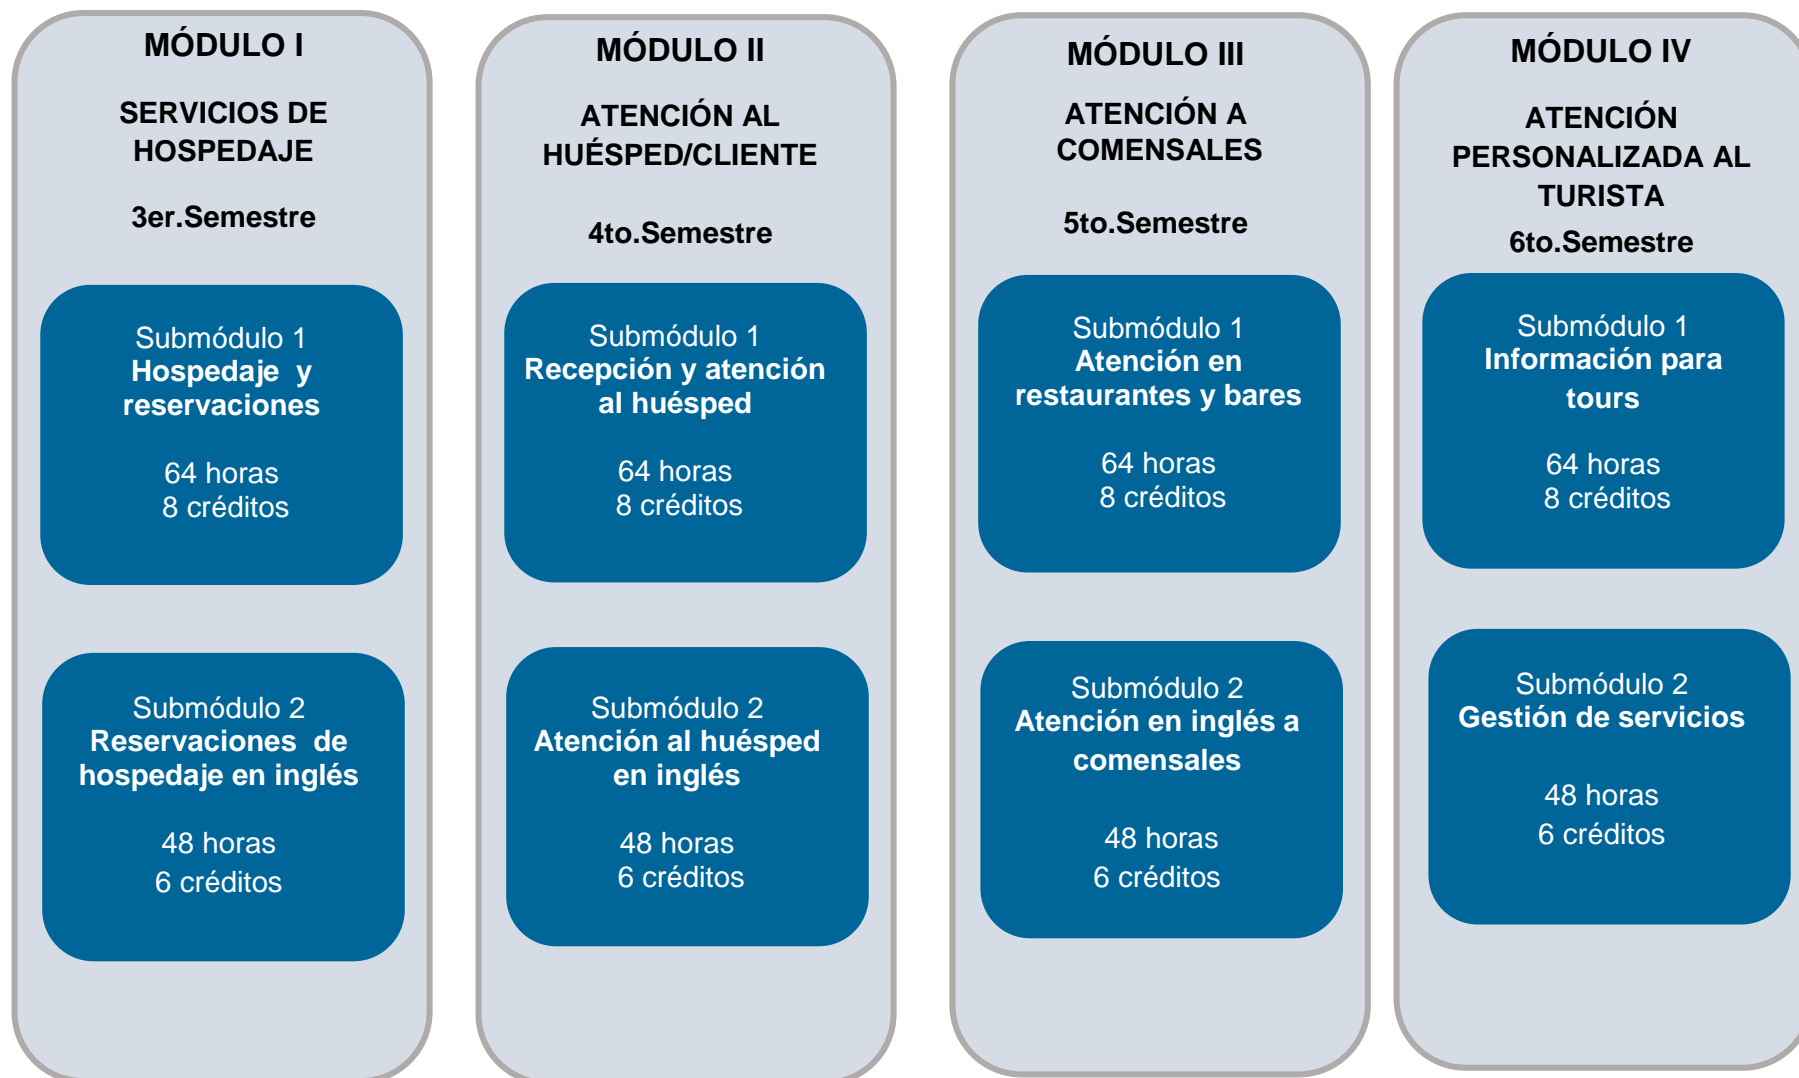 MÓDULO I
SERVICIOS DE
HOSPEDAJE
3er.Semestre
Submódulo 1
Hospedaje y
reservaciones
64 horas
8 créditos
Submódulo 2
Reservaciones de
hospedaje en inglés
48 horas
6 créditos
MÓDULO II
ATENCIÓN AL
HUÉSPED/CLIENTE
4to.Semestre
Submódulo 1
Recepción y atención
al huésped
64 horas
8 créditos
Submódulo 2
Atención al huésped
en inglés
48 horas
6 créditos
MÓDULO III
ATENCIÓN A
COMENSALES
5to.Semestre
Submódulo 1
Atención en
restaurantes y bares
64 horas
8 créditos
Submódulo 2
Atención en inglés a
comensales
48 horas
6 créditos
MÓDULO IV
ATENCIÓN
PERSONALIZADA AL
TURISTA
6to.Semestre
Submódulo 1
Información para
tours
64 horas
8 créditos
Submódulo 2
Gestión de servicios
48 horas
6 créditos